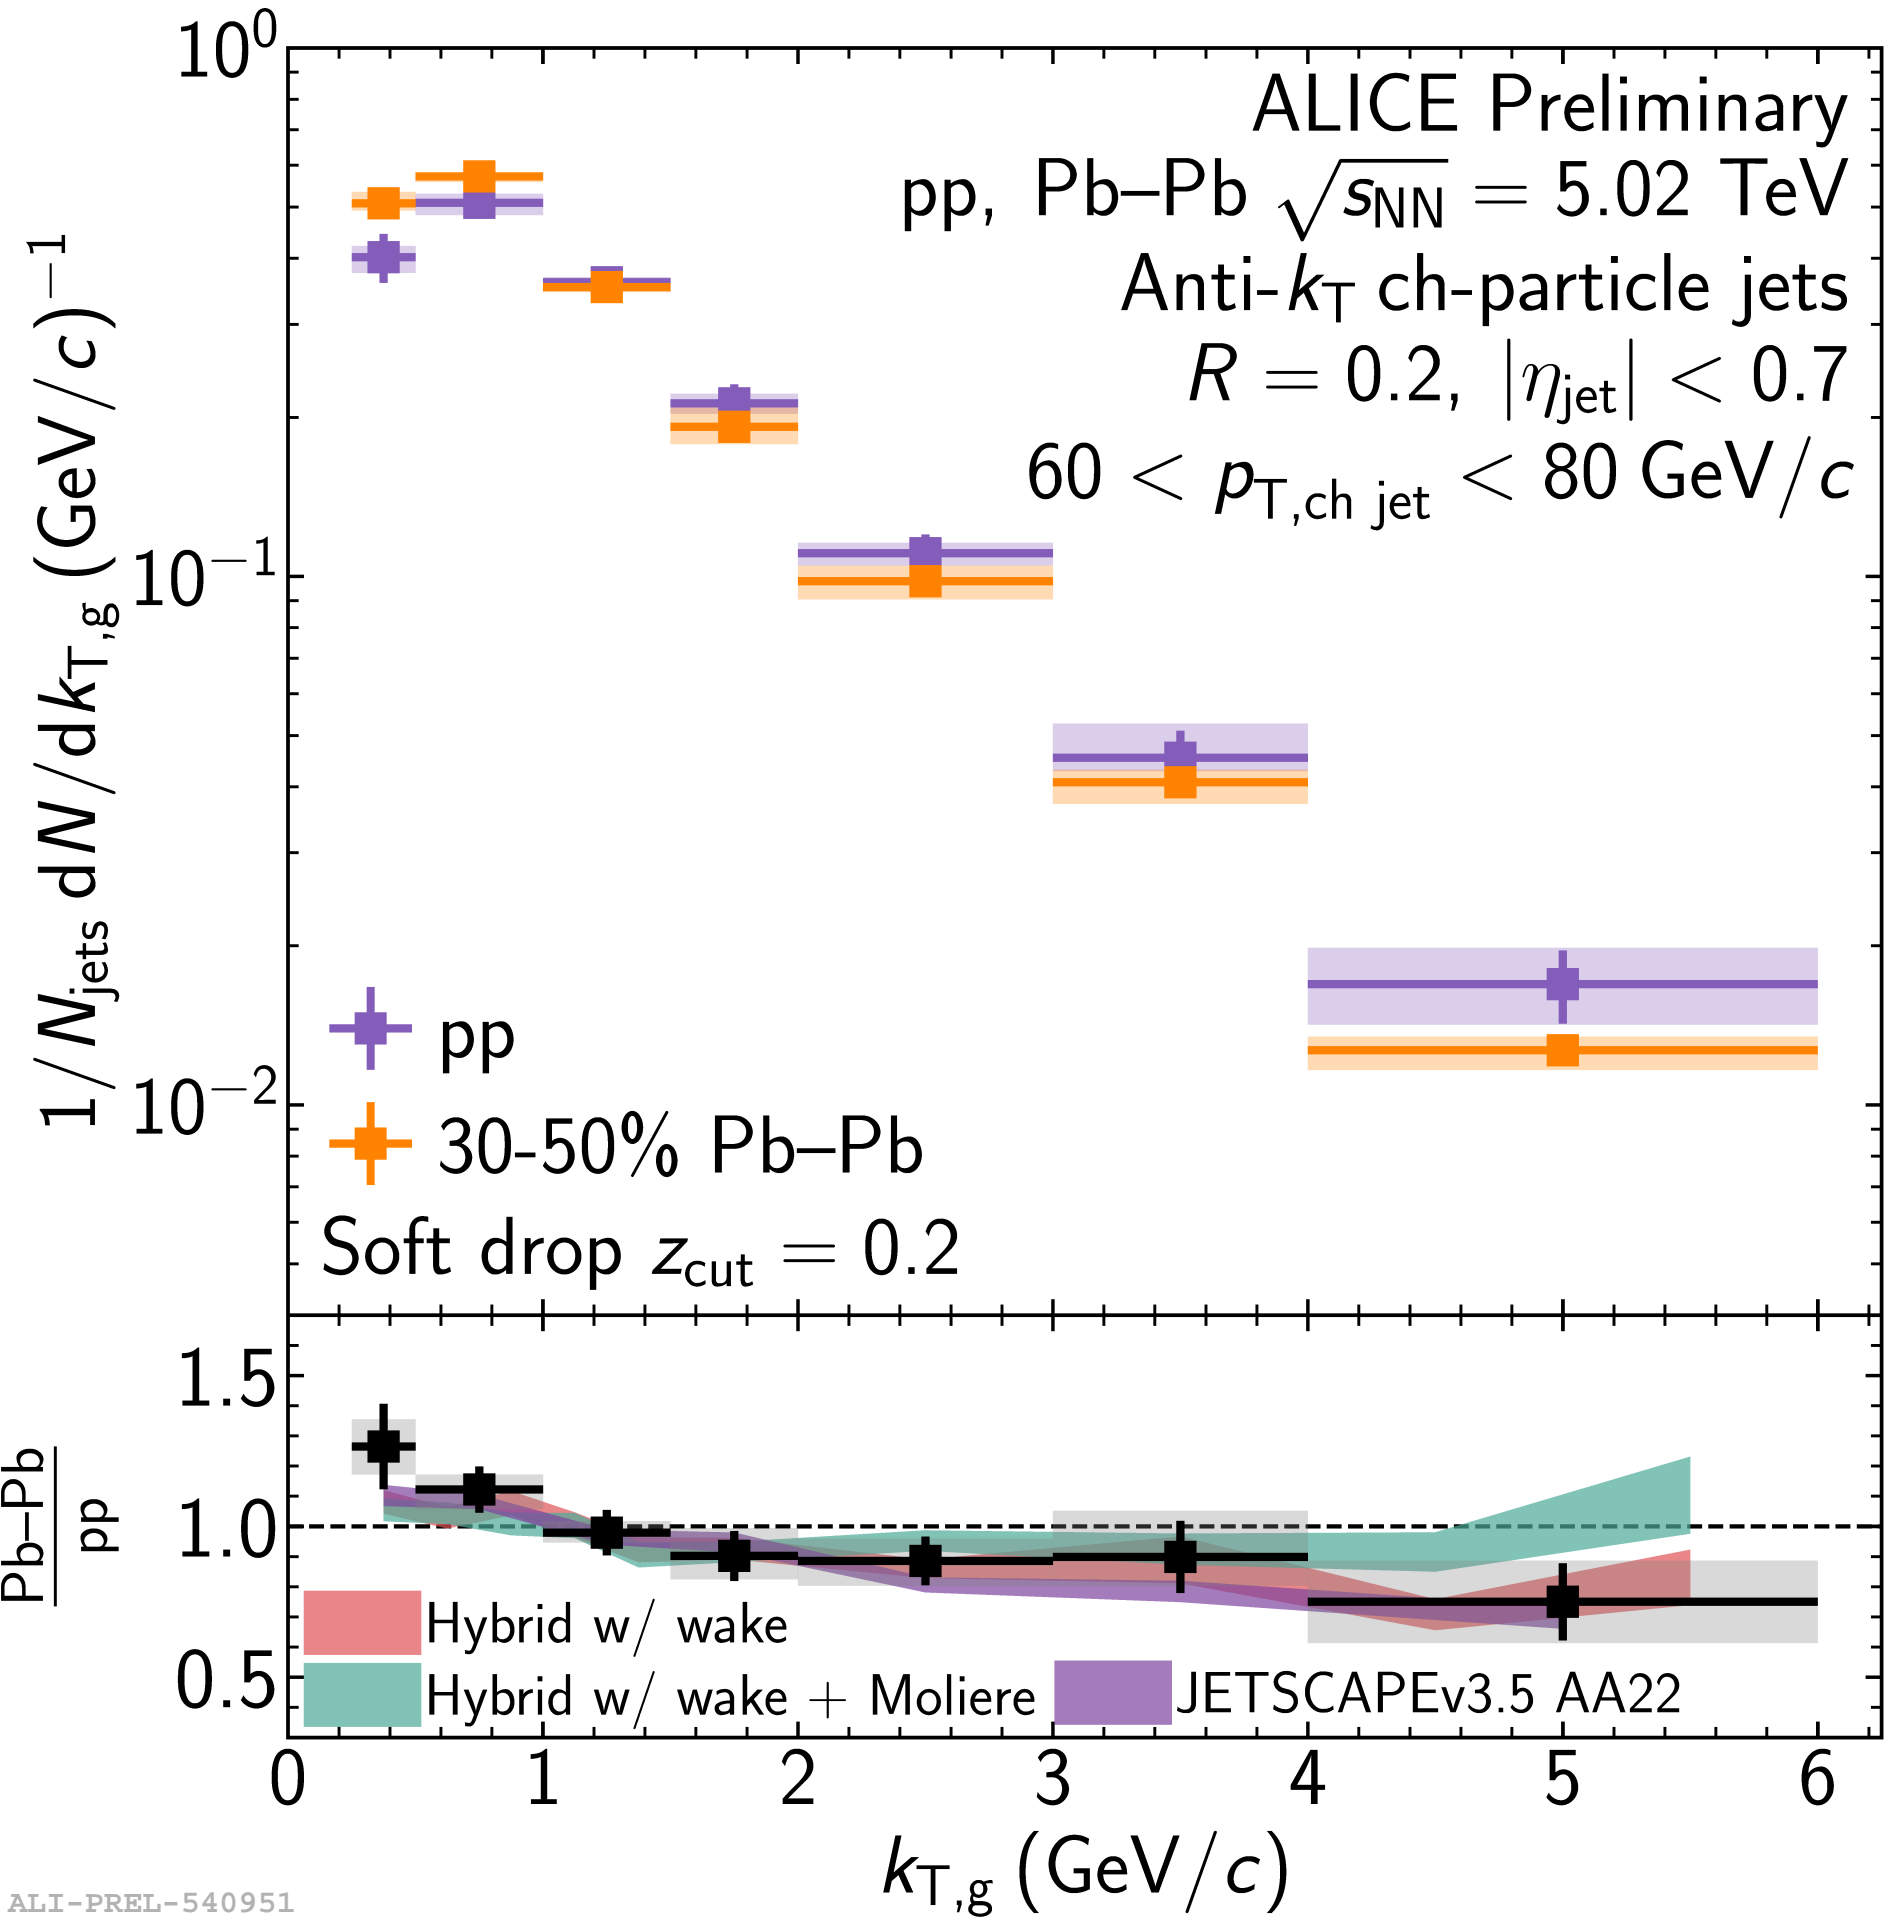 10⁰
ALICE Preliminary
pp, Pb–Pb √sNN = 5.02 TeV
Anti-kT ch-particle jets
R = 0.2, |ηjet| < 0.7
60 < pT,ch jet < 80 GeV/c
1/Njets dN/dkT,g (GeV/c)⁻¹
10⁻¹
pp
10⁻²
30-50% Pb–Pb
Soft drop zcut = 0.2
1.5
1.0
0.5
Pb–Pb
pp
Hybrid w/ wake
Hybrid w/ wake + Moliere
JETSCAPEv3.5 AA22
0 1 2 3 4 5 6
kT,g (GeV/c)
ALI-PREL-540951